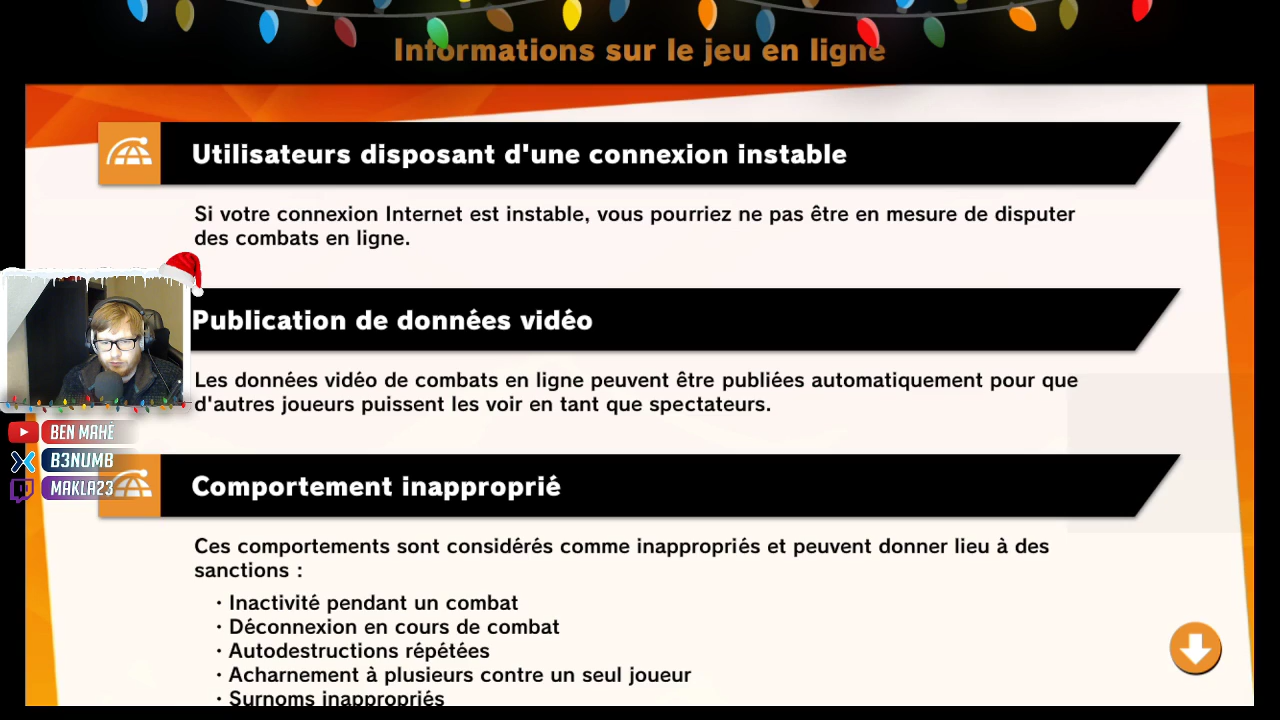 Informations sur le jeu en ligne
Utilisateurs disposant d'une connexion instable
Si votre connexion Internet est instable, vous pourriez ne pas être en mesure de disputer
des combats en ligne.
Publication de données vidéo
Les données vidéo de combats en ligne peuvent être publiées automatiquement pour que
d'autres joueurs puissent les voir en tant que spectateurs.
BEN MAHÉ
B3NUMB
MAKLA23
Comportement inapproprié
Ces comportements sont considérés comme inappropriés et peuvent donner lieu à des
sanctions :
· Inactivité pendant un combat
· Déconnexion en cours de combat
· Autodestructions répétées
· Acharnement à plusieurs contre un seul joueur
· Surnoms inappropriés